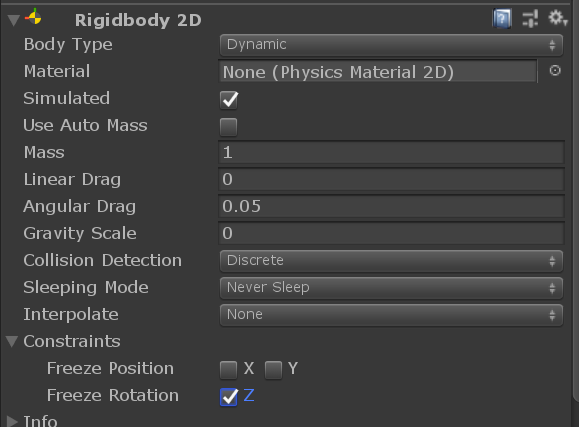 Rigidbody 2D
Body Type Dynamic
Material None (Physics Material 2D)
Simulated
Use Auto Mass
Mass 1
Linear Drag 0
Angular Drag 0.05
Gravity Scale 0
Collision Detection Discrete
Sleeping Mode Never Sleep
Interpolate None
Constraints
Freeze Position X Y
Freeze Rotation Z
Info